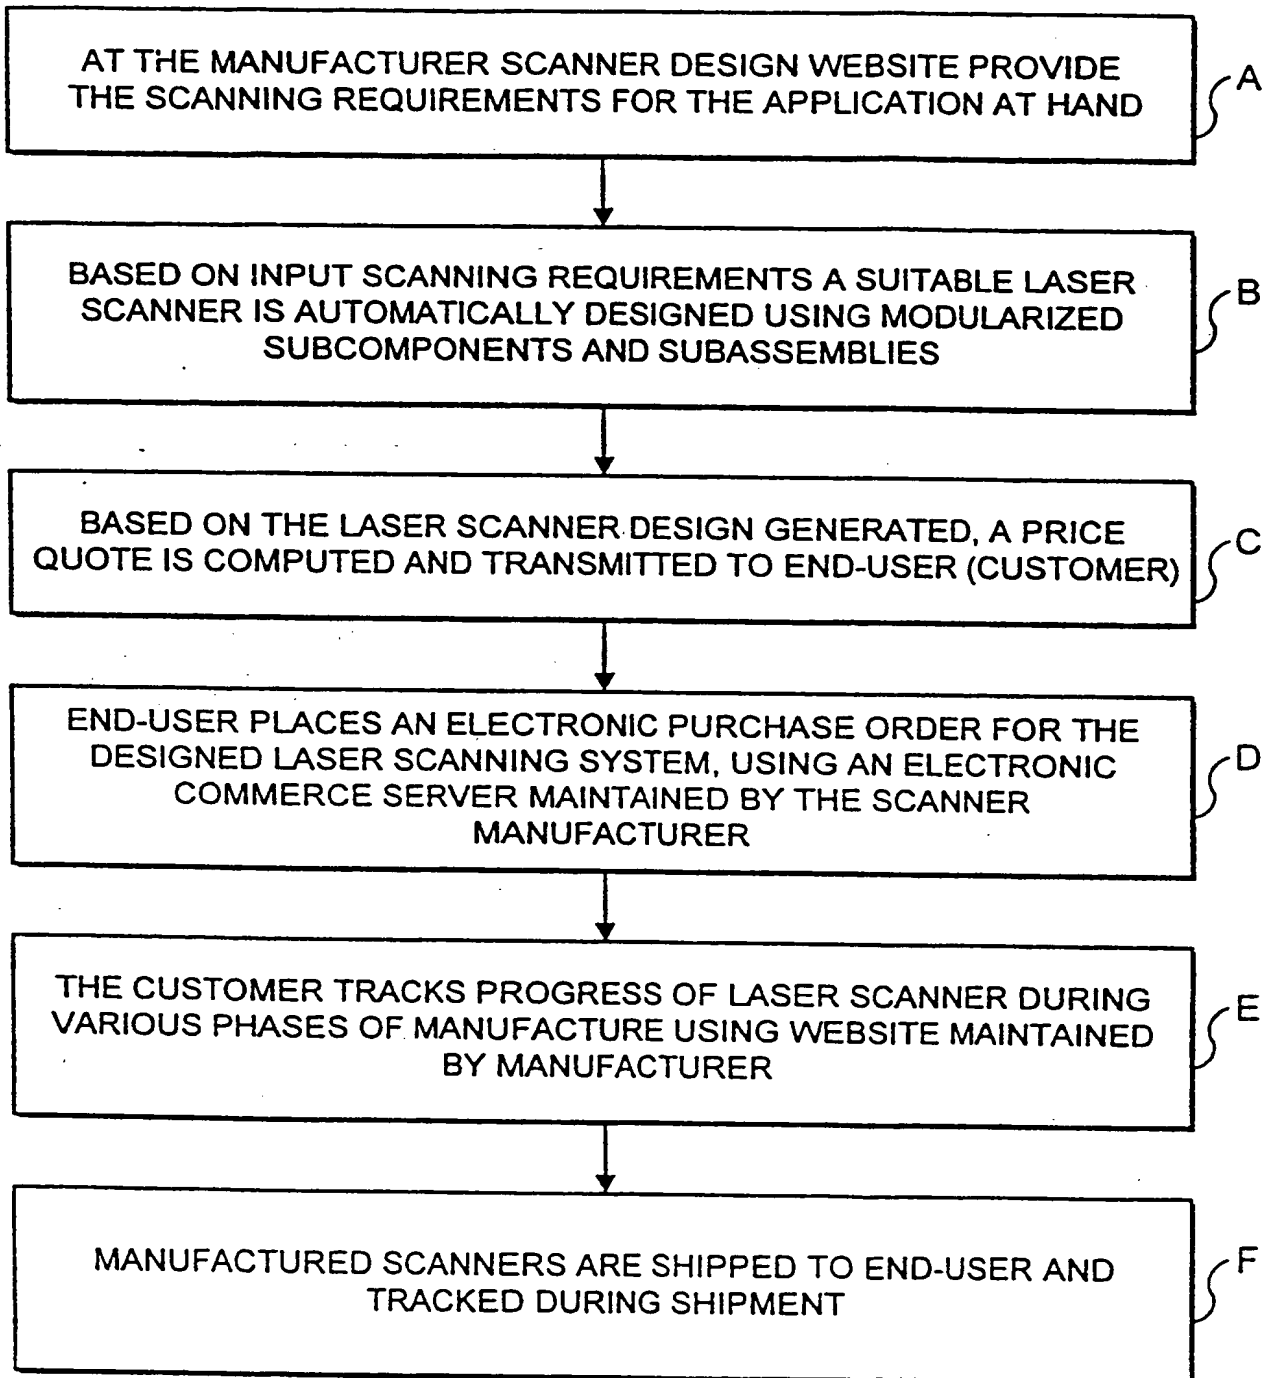 AT THE MANUFACTURER SCANNER DESIGN WEBSITE PROVIDE
THE SCANNING REQUIREMENTS FOR THE APPLICATION AT HAND
A
BASED ON INPUT SCANNING REQUIREMENTS A SUITABLE LASER
SCANNER IS AUTOMATICALLY DESIGNED USING MODULARIZED
SUBCOMPONENTS AND SUBASSEMBLIES
B
BASED ON THE LASER SCANNER DESIGN GENERATED, A PRICE
QUOTE IS COMPUTED AND TRANSMITTED TO END-USER (CUSTOMER)
C
END-USER PLACES AN ELECTRONIC PURCHASE ORDER FOR THE
DESIGNED LASER SCANNING SYSTEM, USING AN ELECTRONIC
COMMERCE SERVER MAINTAINED BY THE SCANNER
MANUFACTURER
D
THE CUSTOMER TRACKS PROGRESS OF LASER SCANNER DURING
VARIOUS PHASES OF MANUFACTURE USING WEBSITE MAINTAINED
BY MANUFACTURER
E
MANUFACTURED SCANNERS ARE SHIPPED TO END-USER AND
TRACKED DURING SHIPMENT
F